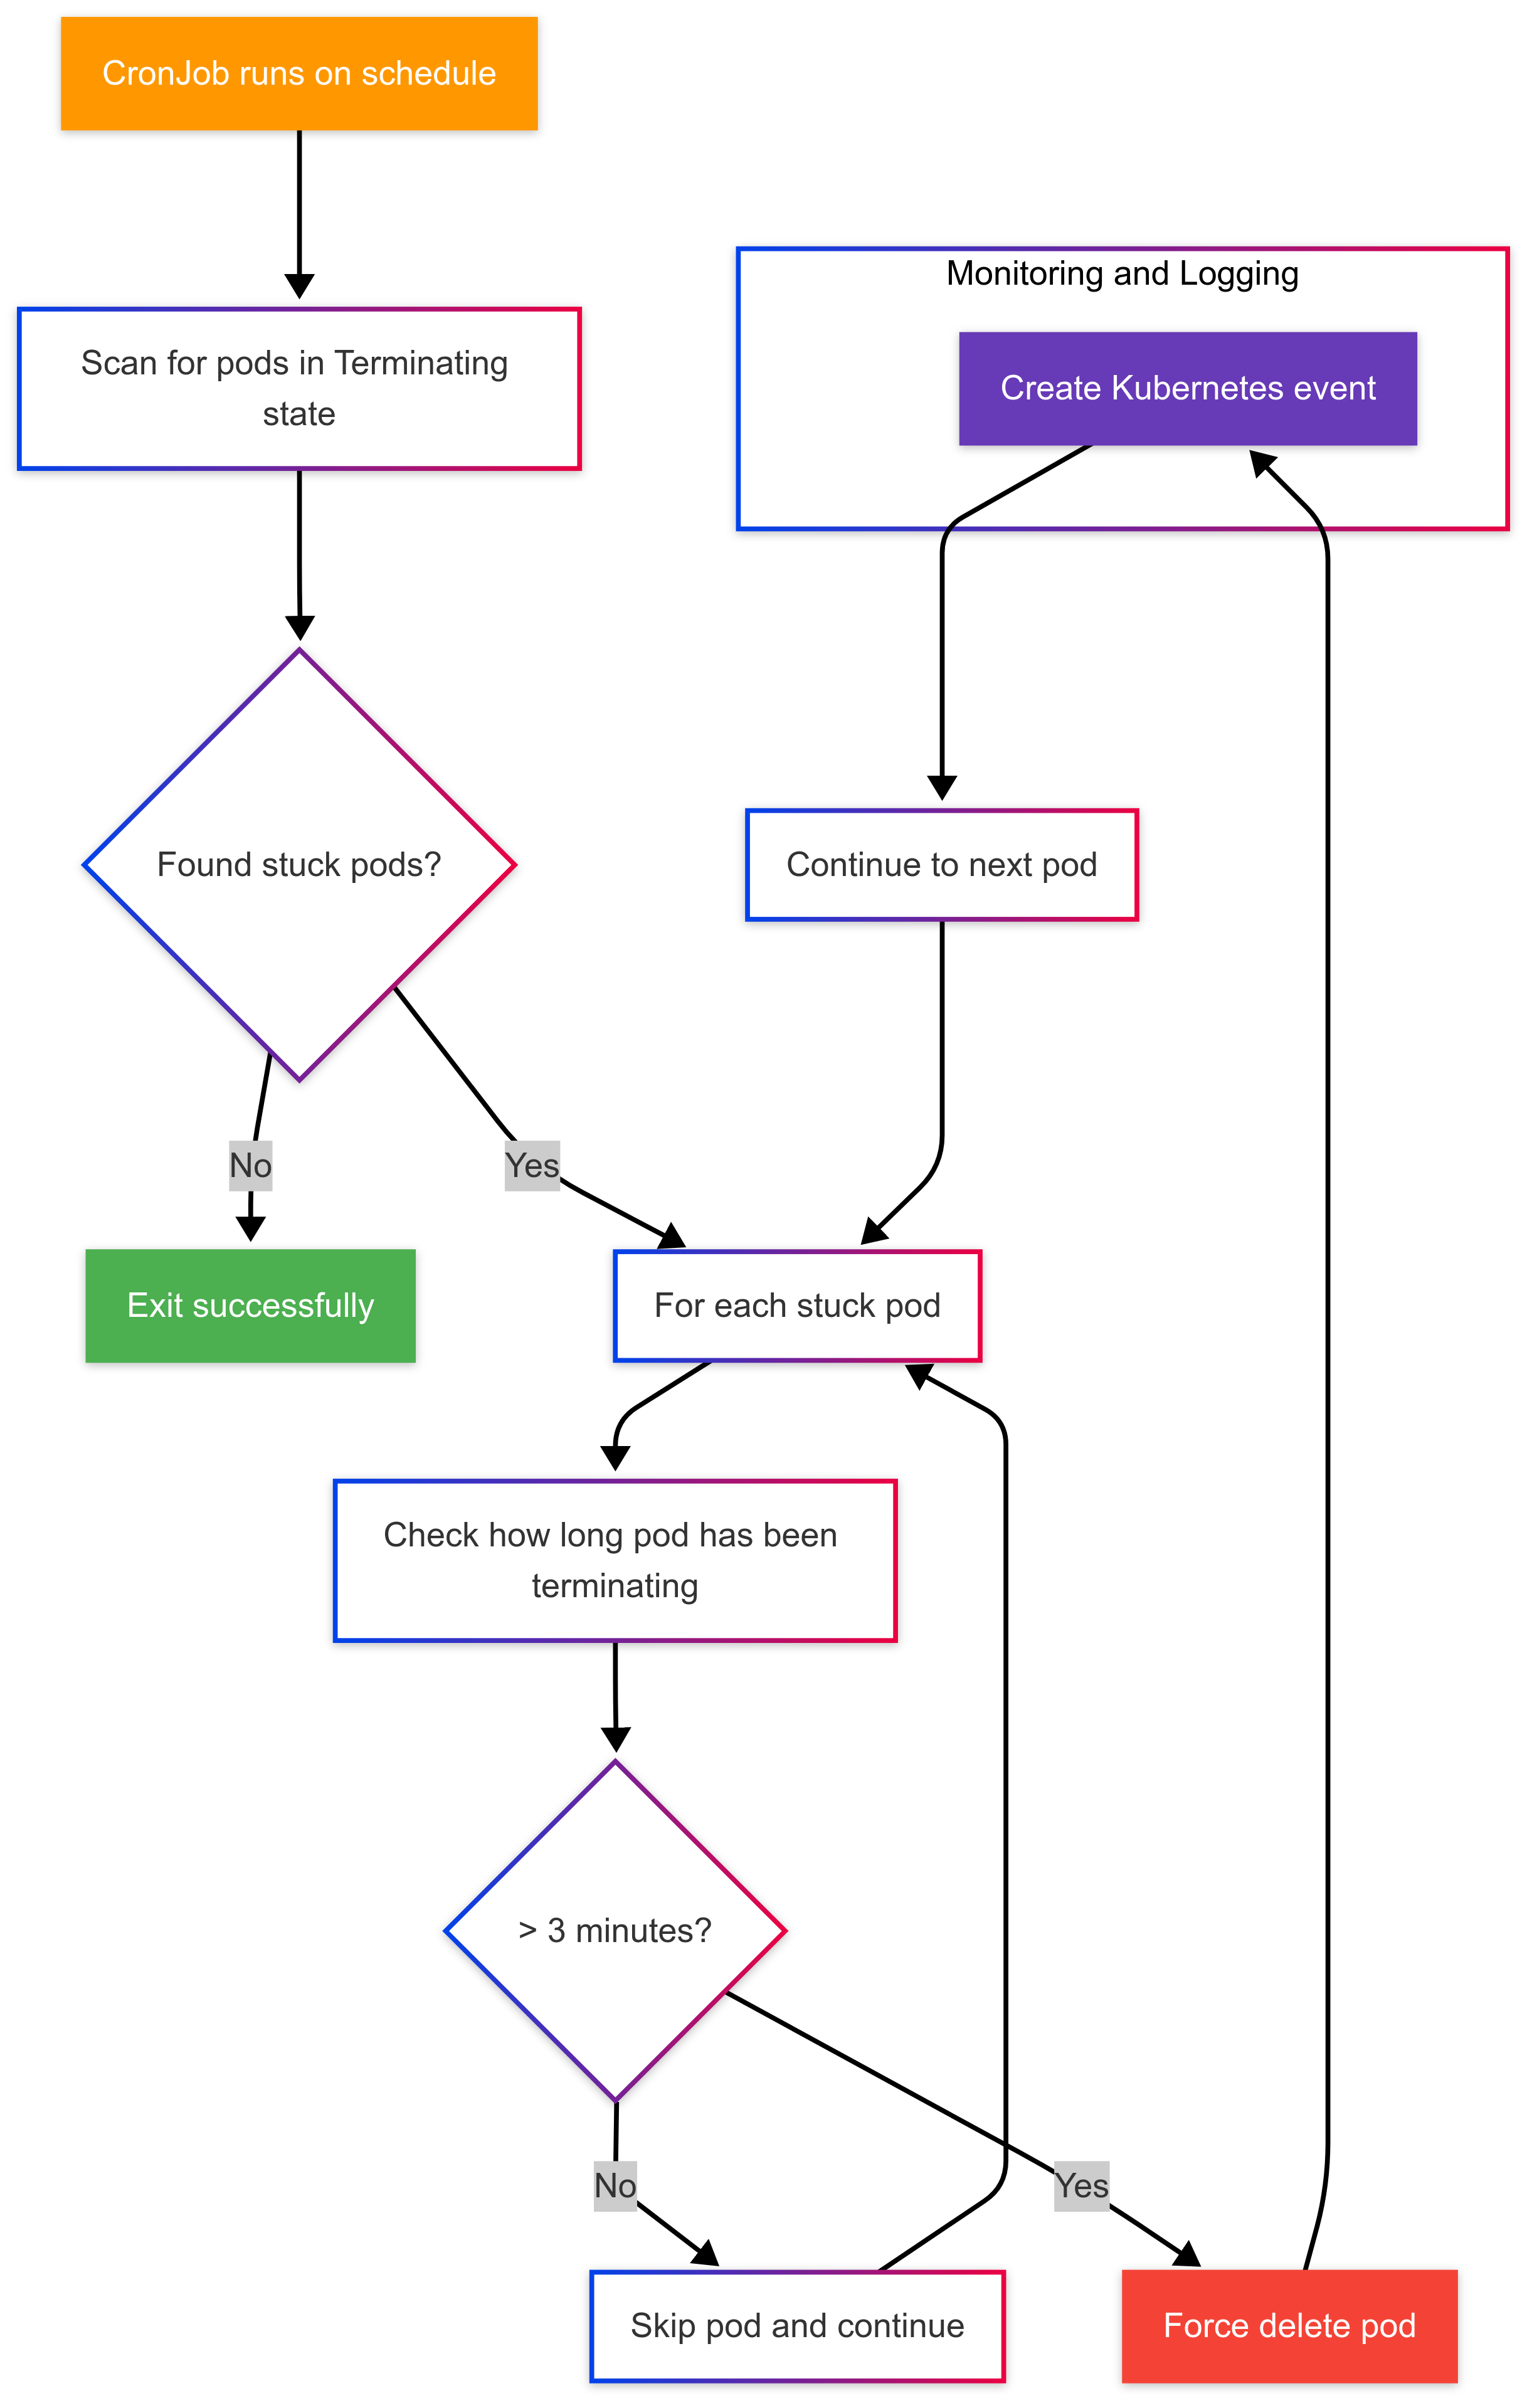 CronJob runs on schedule
Scan for pods in Terminating
state
Monitoring and Logging
Create Kubernetes event
Found stuck pods?
Continue to next pod
No
Yes
Exit successfully
For each stuck pod
Check how long pod has been
terminating
> 3 minutes?
No
Yes
Skip pod and continue
Force delete pod